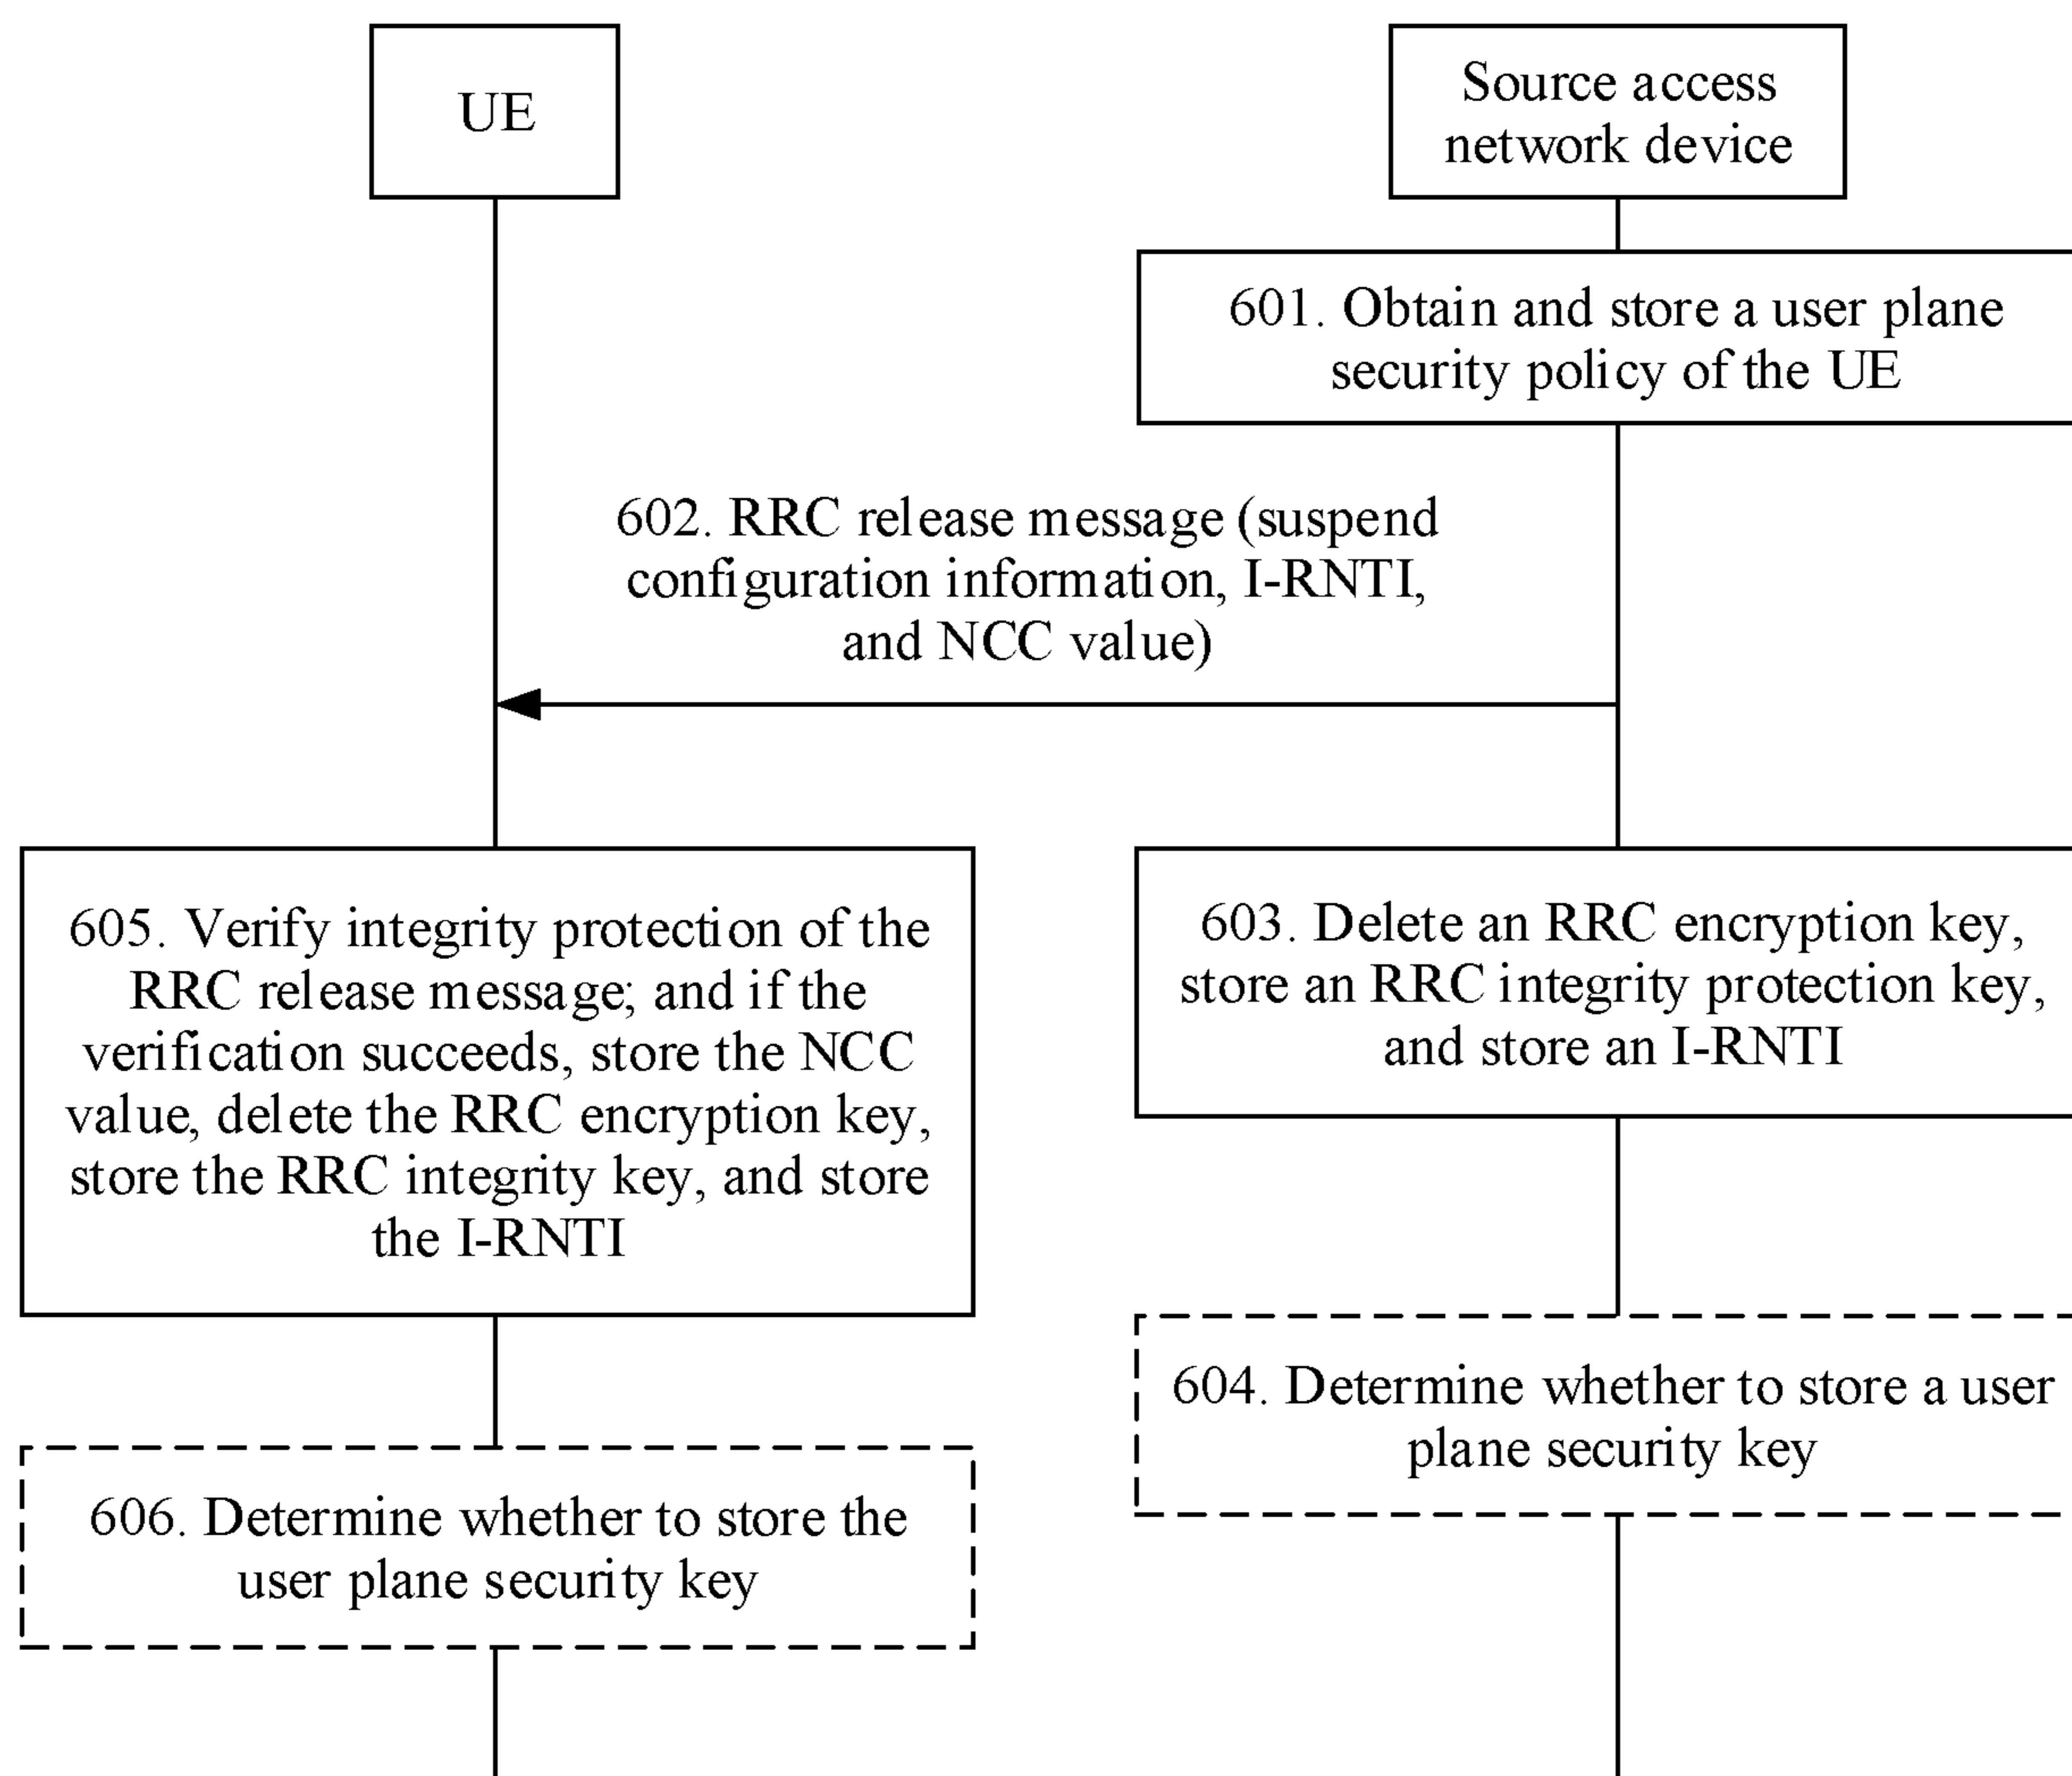 UE
Source access
network device
601. Obtain and store a user plane
security policy of the UE
602. RRC release message (suspend
configuration information, I-RNTI,
and NCC value)
605. Verify integrity protection of the
RRC release message; and if the
verification succeeds, store the NCC
value, delete the RRC encryption key,
store the RRC integrity key, and store
the I-RNTI
603. Delete an RRC encryption key,
store an RRC integrity protection key,
and store an I-RNTI
604. Determine whether to store a user
plane security key
606. Determine whether to store the
user plane security key